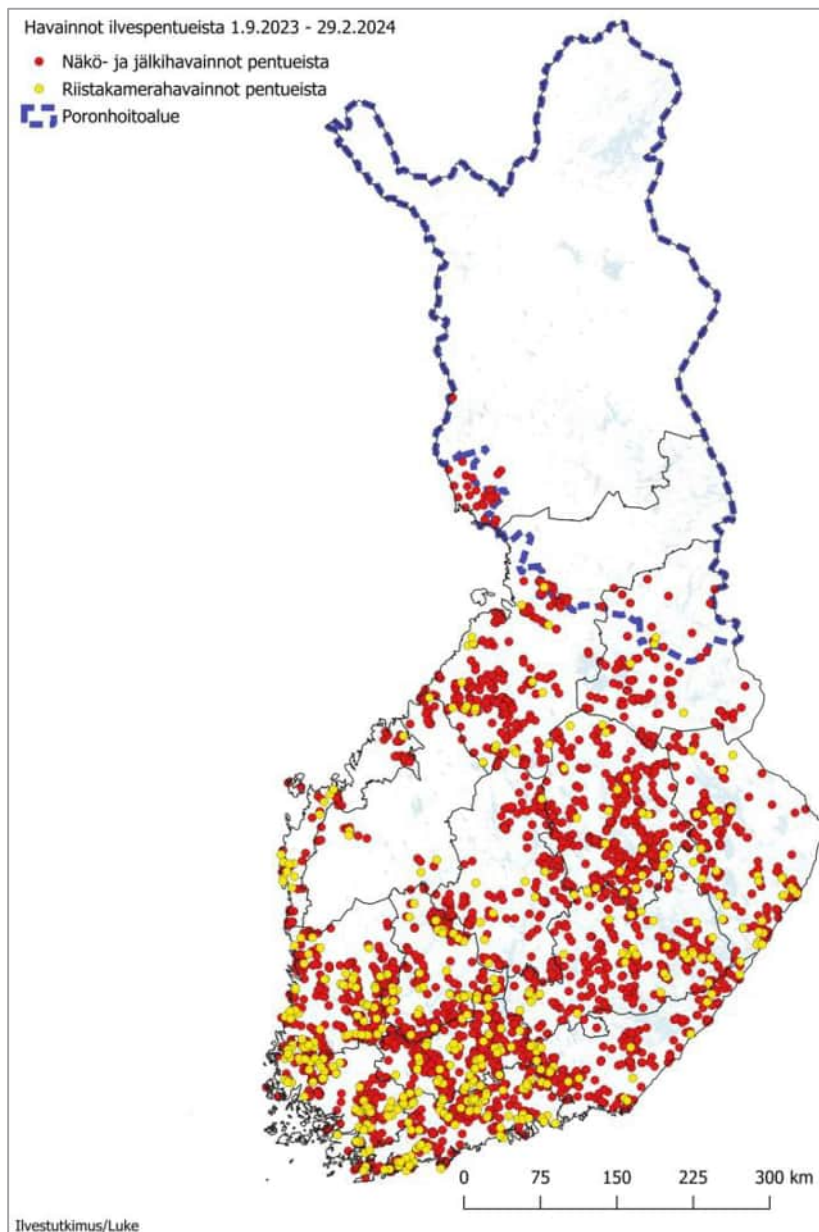 Havainnot ilvespentueista 1.9.2023 - 29.2.2024
Näkö- ja jälkihavainnot pentueista
Riistakamerahavainnot pentueista
Poronhoitoalue
0 75 150 225 300 km
Ilvestutkimus/Luke